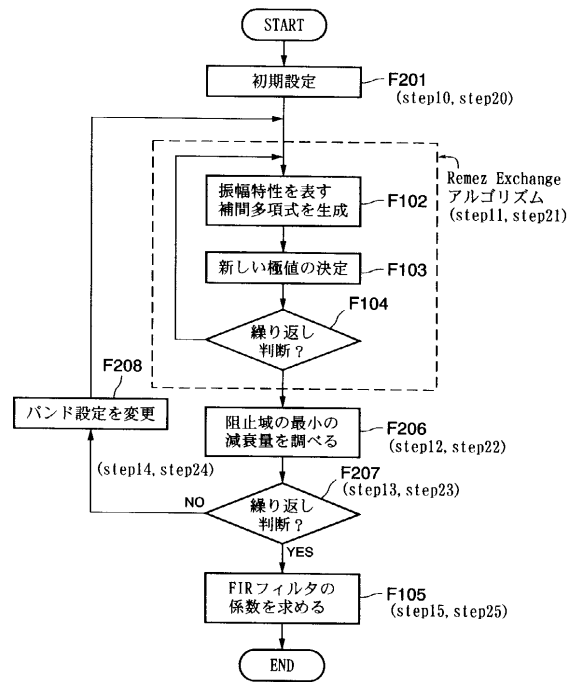 START
初期設定
F201
(step10, step20)
Remez Exchange
アルゴリズム
(step11, step21)
振幅特性を表す
補間多項式を生成
F102
新しい極値の決定
F103
F104
繰り返し
判断?
F208
バンド設定を変更
(step14, step24)
阻止域の最小の
減衰量を調べる
F206
(step12, step22)
F207
(step13, step23)
繰り返し
判断?
NO
YES
FIRフィルタの
係数を求める
F105
(step15, step25)
END